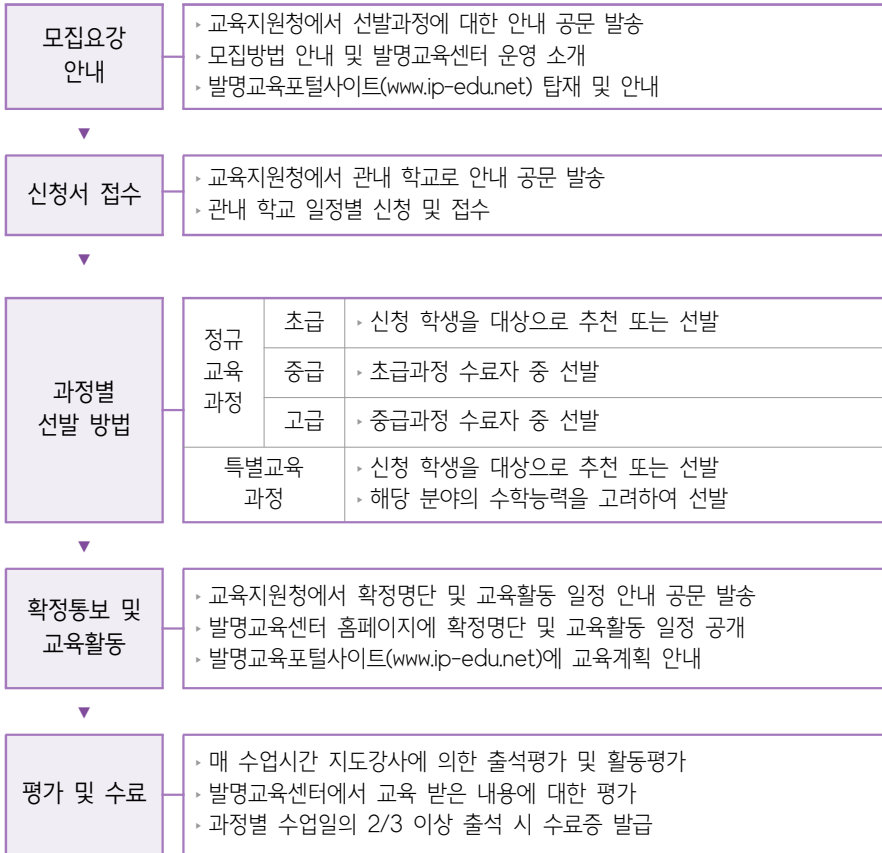 모집요강
안내
▸ 교육지원청에서 선발과정에 대한 안내 공문 발송
▸ 모집방법 안내 및 발명교육센터 운영 소개
▸ 발명교육포털사이트(www.ip-edu.net) 탑재 및 안내
▼
신청서 접수
▸ 교육지원청에서 관내 학교로 안내 공문 발송
▸ 관내 학교 일정별 신청 및 접수
▼
과정별
선발 방법
정규
교육
과정
초급
▸ 신청 학생을 대상으로 추천 또는 선발
중급
▸ 초급과정 수료자 중 선발
고급
▸ 중급과정 수료자 중 선발
특별교육
과정
▸ 신청 학생을 대상으로 추천 또는 선발
▸ 해당 분야의 수학능력을 고려하여 선발
▼
확정통보 및
교육활동
▸ 교육지원청에서 확정명단 및 교육활동 일정 안내 공문 발송
▸ 발명교육센터 홈페이지에 확정명단 및 교육활동 일정 공개
▸ 발명교육포털사이트(www.ip-edu.net)에 교육계획 안내
▼
평가 및 수료
▸ 매 수업시간 지도강사에 의한 출석평가 및 활동평가
▸ 발명교육센터에서 교육 받은 내용에 대한 평가
▸ 과정별 수업일의 2/3 이상 출석 시 수료증 발급